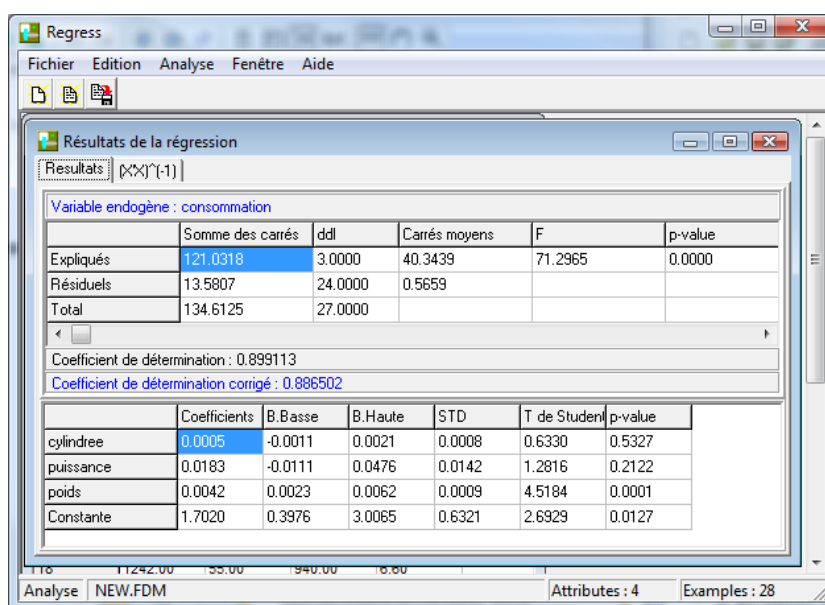 Regress
Fichier Edition Analyse Fenêtre Aide
Résultats de la régression
Resultats (X'X)^(-1)
Variable endogène : consommation
Somme des carrés ddl Carrés moyens F p-value
Expliqués 121.0318 3.0000 40.3439 71.2965 0.0000
Résiduels 13.5807 24.0000 0.5659
Total 134.6125 27.0000
Coefficient de détermination : 0.899113
Coefficient de détermination corrigé : 0.886502
Coefficients B.Basse B.Haute STD T de Student p-value
cylindree 0.0005 -0.0011 0.0021 0.0008 0.6330 0.5327
puissance 0.0183 -0.0111 0.0476 0.0142 1.2816 0.2122
poids 0.0042 0.0023 0.0062 0.0009 4.5184 0.0001
Constante 1.7020 0.3976 3.0065 0.6321 2.6929 0.0127
55.00 940.00 6.60
Analyse NEW.FDM Attributes : 4 Examples : 28